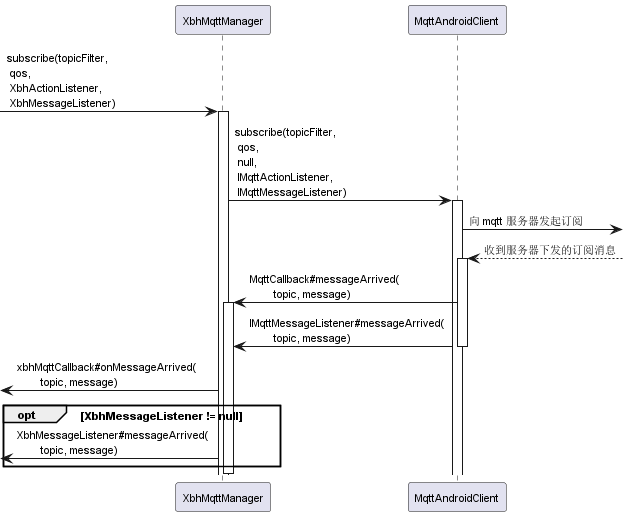 XbhMqttManager
MqttAndroidClient
subscribe(topicFilter,
qos,
XbhActionListener,
XbhMessageListener)
subscribe(topicFilter,
qos,
null,
IMqttActionListener,
IMqttMessageListener)
向 mqtt 服务器发起订阅
收到服务器下发的订阅消息
MqttCallback#messageArrived(
topic, message)
IMqttMessageListener#messageArrived(
topic, message)
xbhMqttCallback#onMessageArrived(
topic, message)
opt
[XbhMessageListener != null]
XbhMessageListener#messageArrived(
topic, message)
XbhMqttManager
MqttAndroidClient